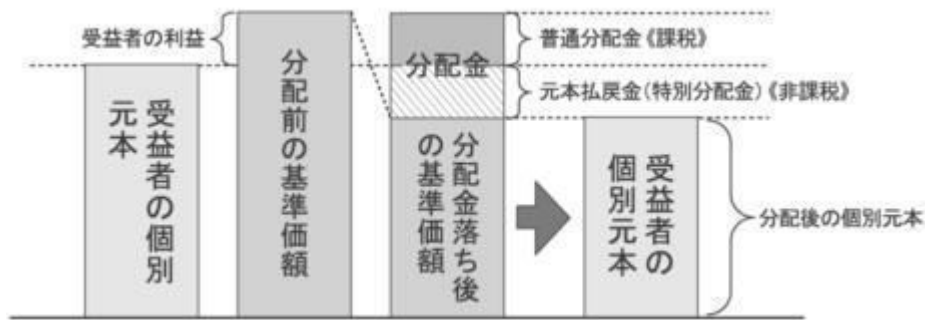 受益者の利益
受益者の個別
元本
分配前の基準価額
分配金
分配金落ち後
の基準価額
普通分配金《課税》
元本払戻金(特別分配金)《非課税》
受益者の
個別元本
分配後の個別元本